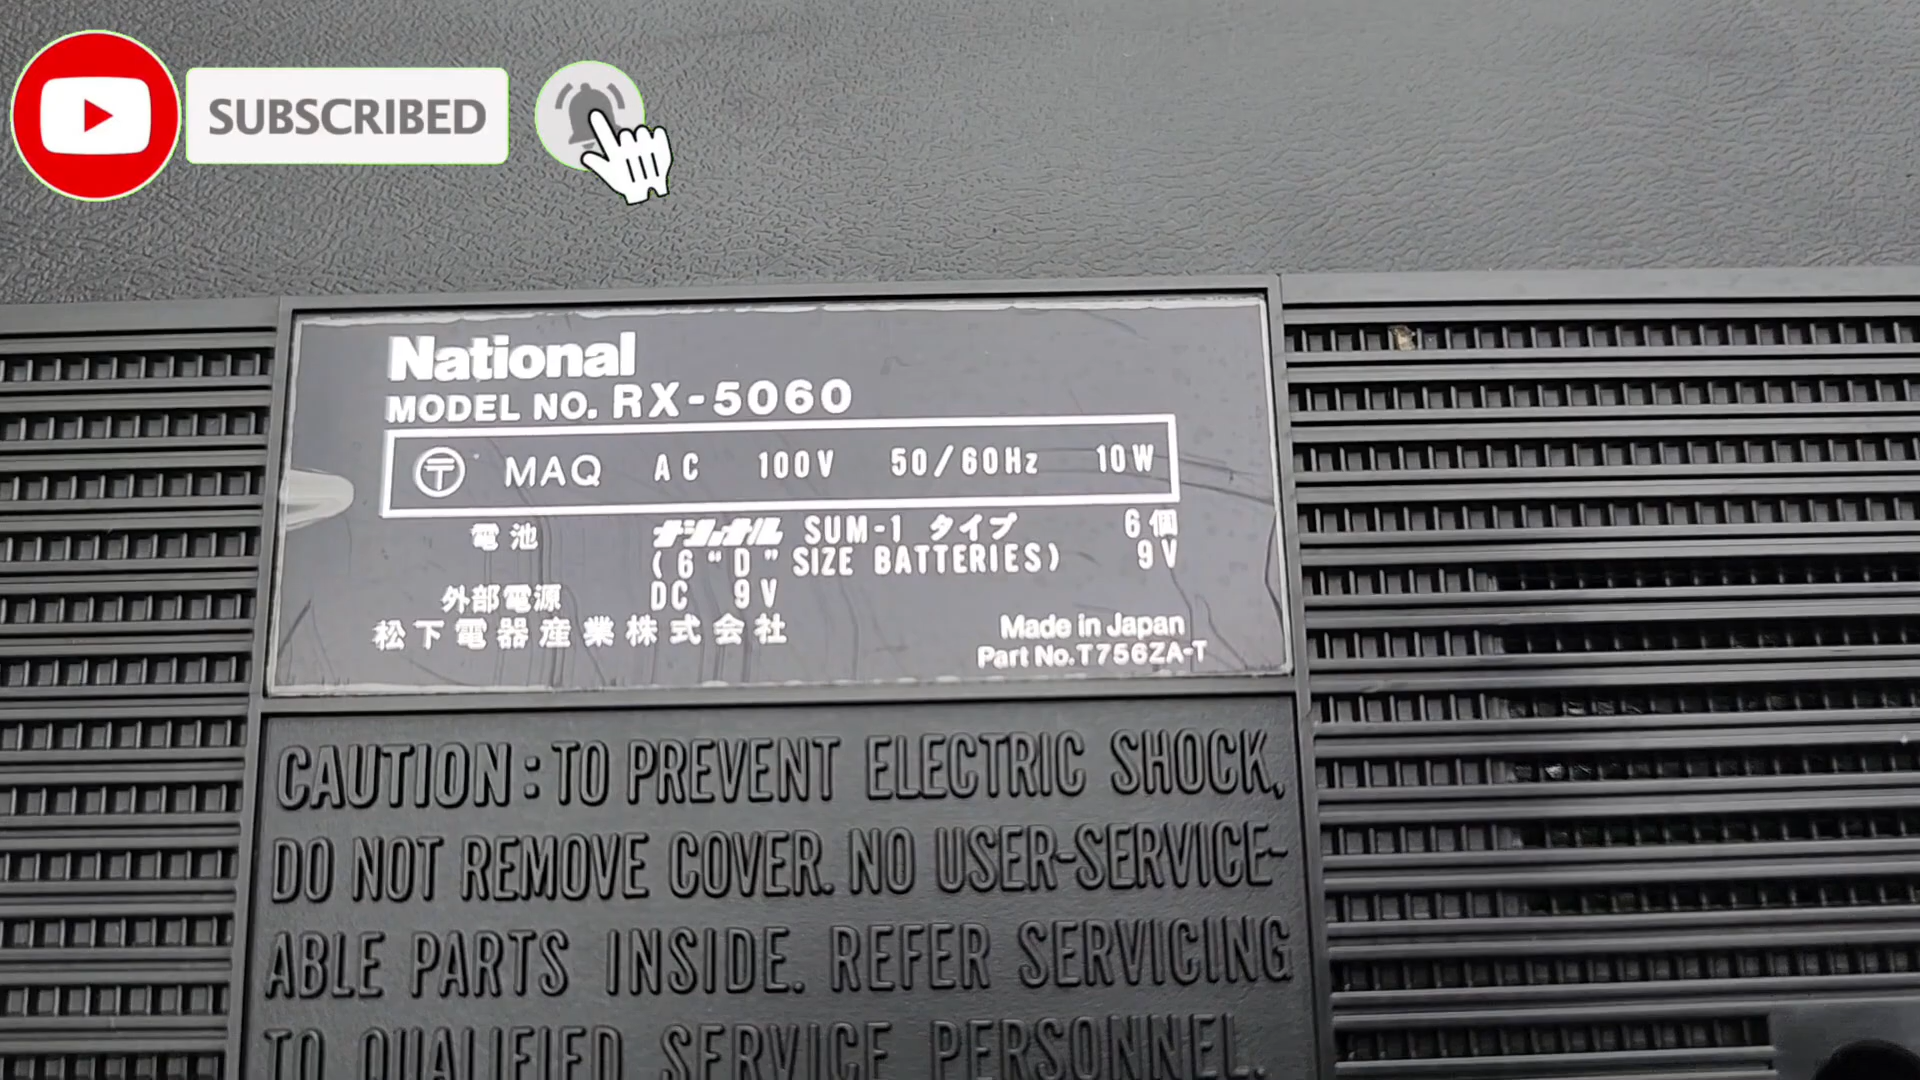 SUBSCRIBED
National
MODEL NO. RX-5060
〒 MAQ AC 100V 50/60Hz 10W
電池 ナショナル SUM-1 タイプ 6個
(6 "D" SIZE BATTERIES) 9V
外部電源 DC 9V
松下電器産業株式会社
Made in Japan
Part No.T756ZA-T
CAUTION : TO PREVENT ELECTRIC SHOCK,
DO NOT REMOVE COVER. NO USER-SERVICE-
ABLE PARTS INSIDE. REFER SERVICING
TO QUALIFIED SERVICE PERSONNEL.